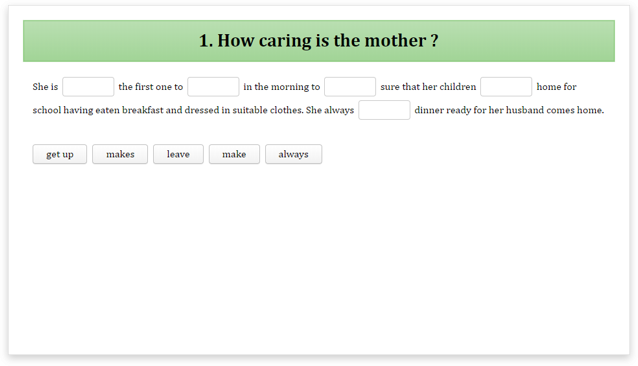 1. How caring is the mother ?
She is the first one to in the morning to sure that her children home for
school having eaten breakfast and dressed in suitable clothes. She always dinner ready for her husband comes home.
get up makes leave make always